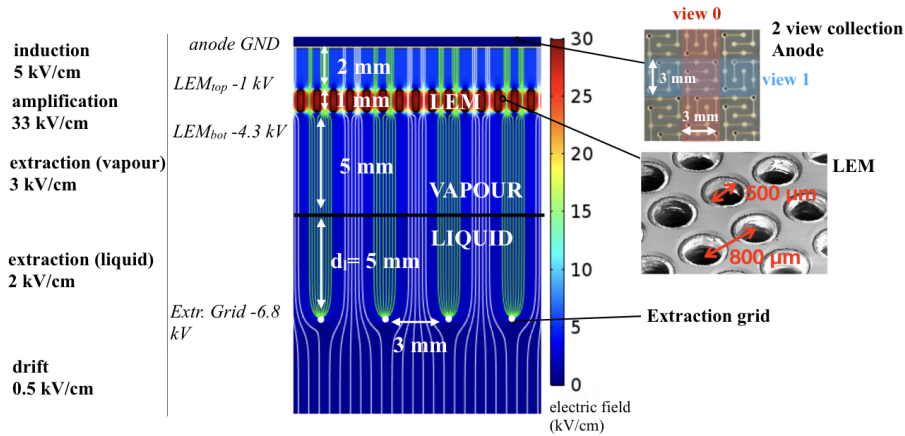 induction
5 kV/cm
amplification
33 kV/cm
extraction (vapour)
3 kV/cm
extraction (liquid)
2 kV/cm
drift
0.5 kV/cm
anode GND
LEMtop -1 kV
LEMbot -4.3 kV
Extr. Grid -6.8
kV
2 mm
1 mm
LEM
5 mm
VAPOUR
LIQUID
dl= 5 mm
3 mm
30
25
20
15
10
5
0
electric field
(kV/cm)
view 0
2 view collection
Anode
3 mm
view 1
3 mm
LEM
500 µm
800 µm
Extraction grid